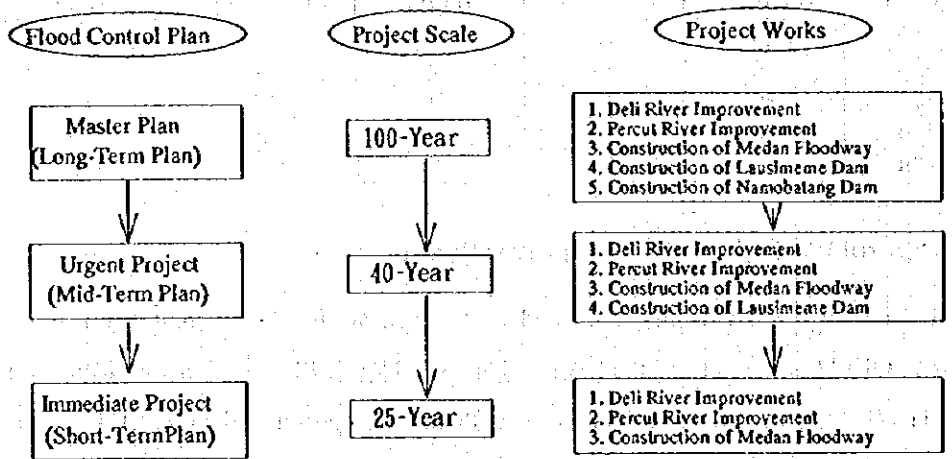 Flood Control Plan
Project Scale
Project Works
Master Plan
(Long-Term Plan)
100-Year
1. Deli River Improvement
2. Percut River Improvement
3. Construction of Medan Floodway
4. Construction of Lausimeme Dam
5. Construction of Namobatang Dam
Urgent Project
(Mid-Term Plan)
40-Year
1. Deli River Improvement
2. Percut River Improvement
3. Construction of Medan Floodway
4. Construction of Lausimeme Dam
Immediate Project
(Short-TermPlan)
25-Year
1. Deli River Improvement
2. Percut River Improvement
3. Construction of Medan Floodway